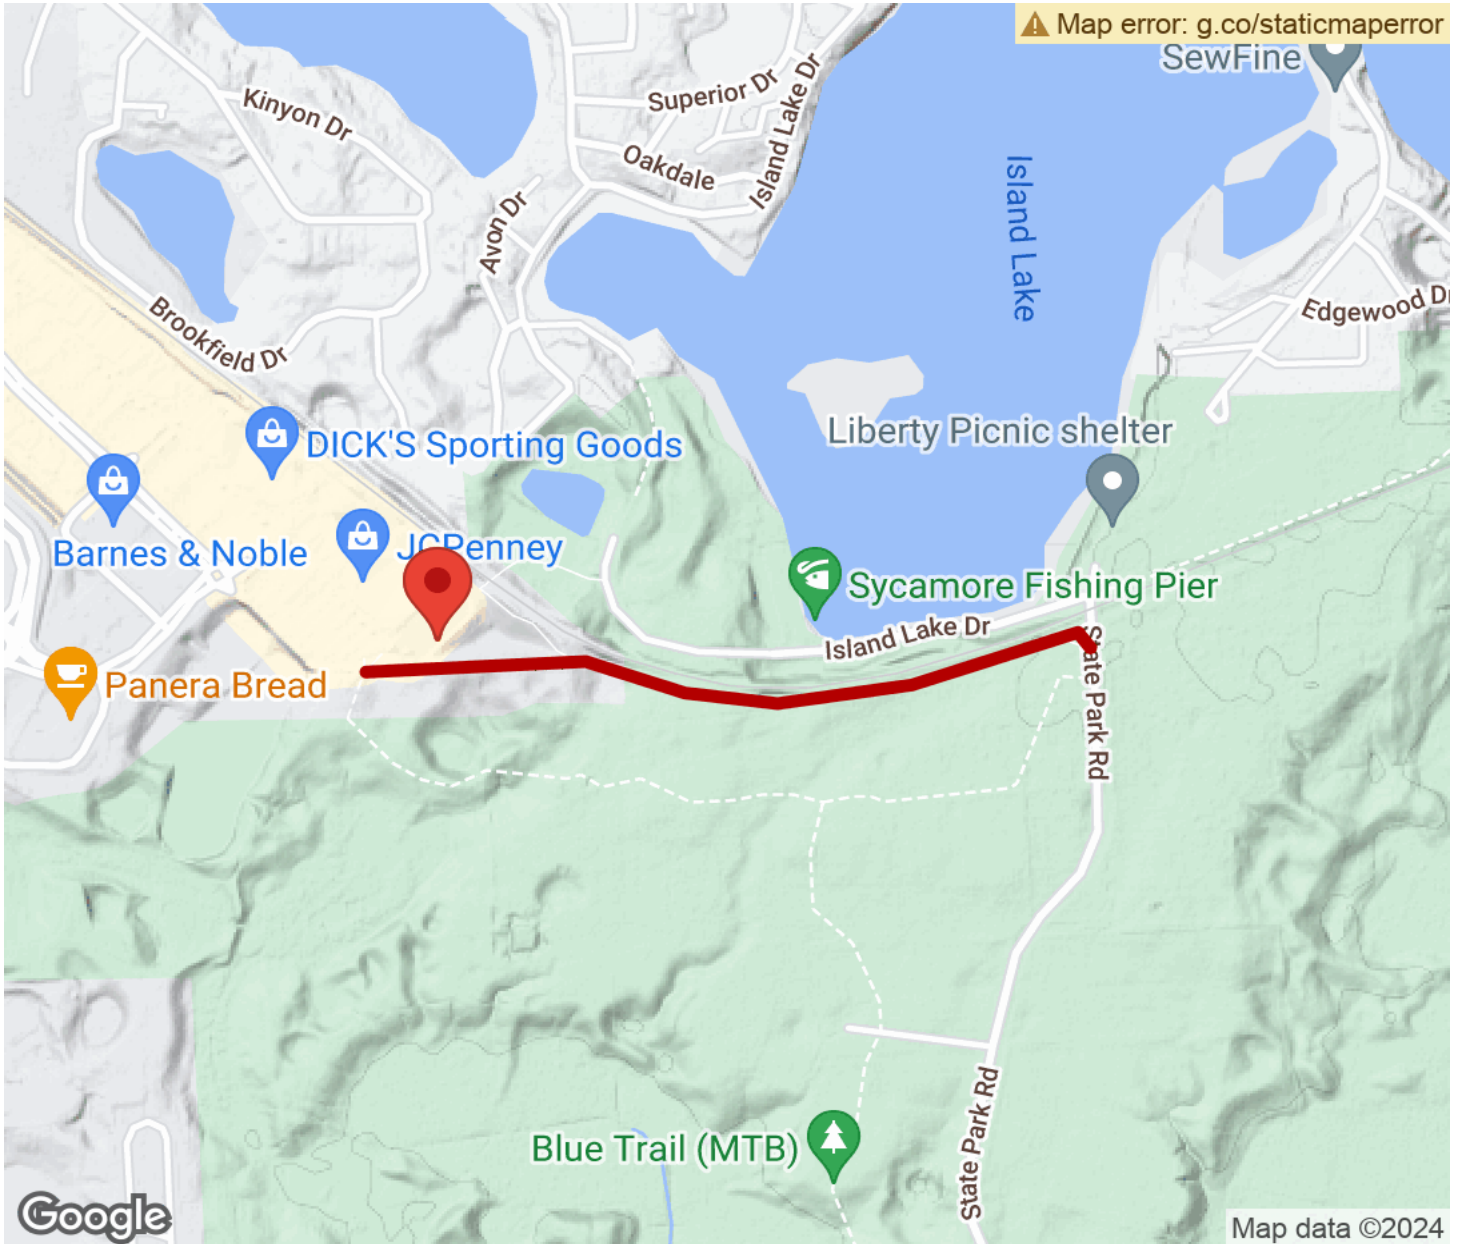 Map error: g.co/staticmaperror
SewFine
Kinyon Dr
Superior Dr
Island Lake Dr
Oakdale
Avon Dr
Island Lake
Edgewood Dr
Brookfield Dr
DICK'S Sporting Goods
Liberty Picnic shelter
Barnes & Noble
JCPenney
Sycamore Fishing Pier
Island Lake Dr
State Park Rd
Panera Bread
State Park Rd
Blue Trail (MTB)
Google
Map data ©2024